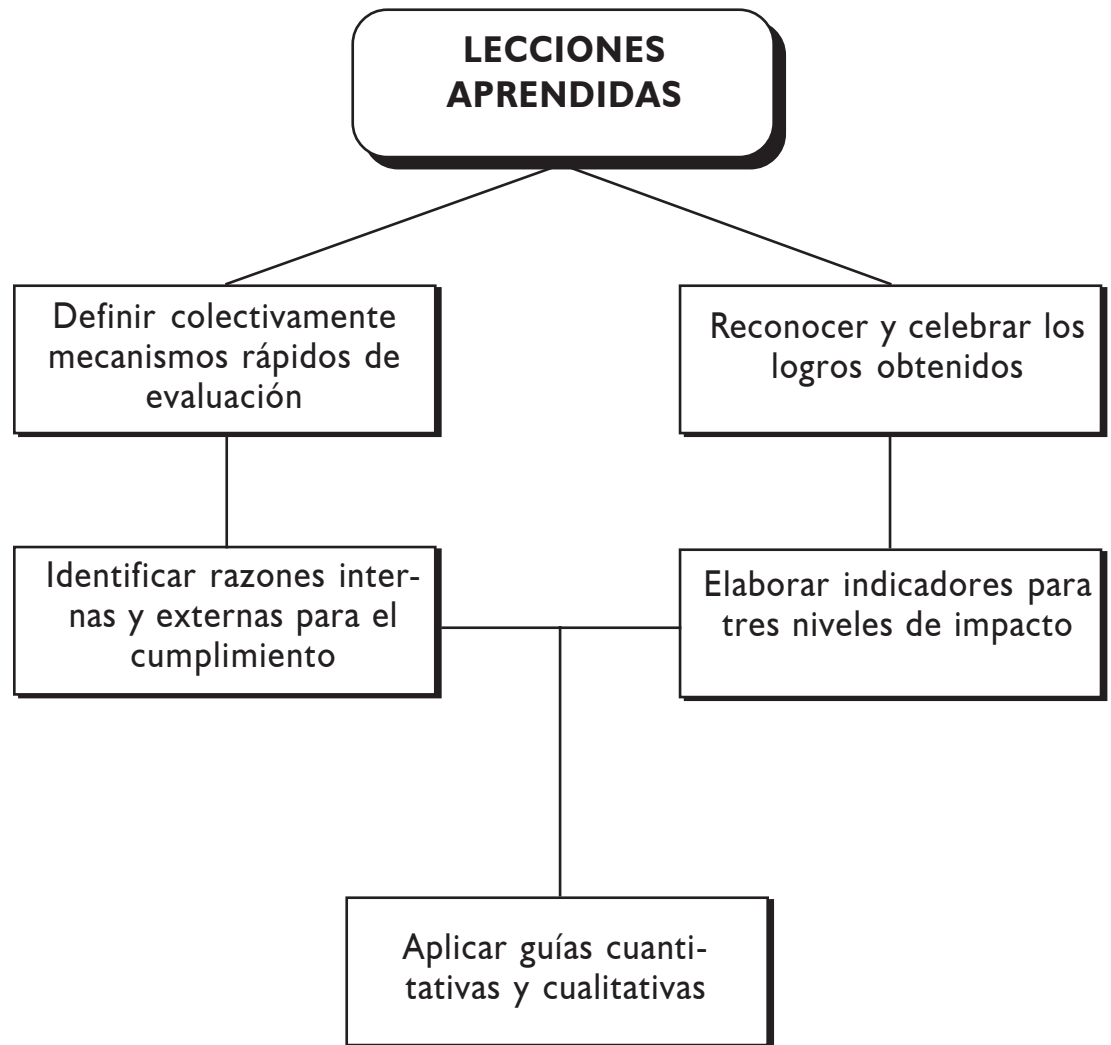 LECCIONES
APRENDIDAS
Definir colectivamente
mecanismos rápidos de
evaluación
Reconocer y celebrar los
logros obtenidos
Identificar razones inter-
nas y externas para el
cumplimiento
Elaborar indicadores para
tres niveles de impacto
Aplicar guías cuanti-
tativas y cualitativas